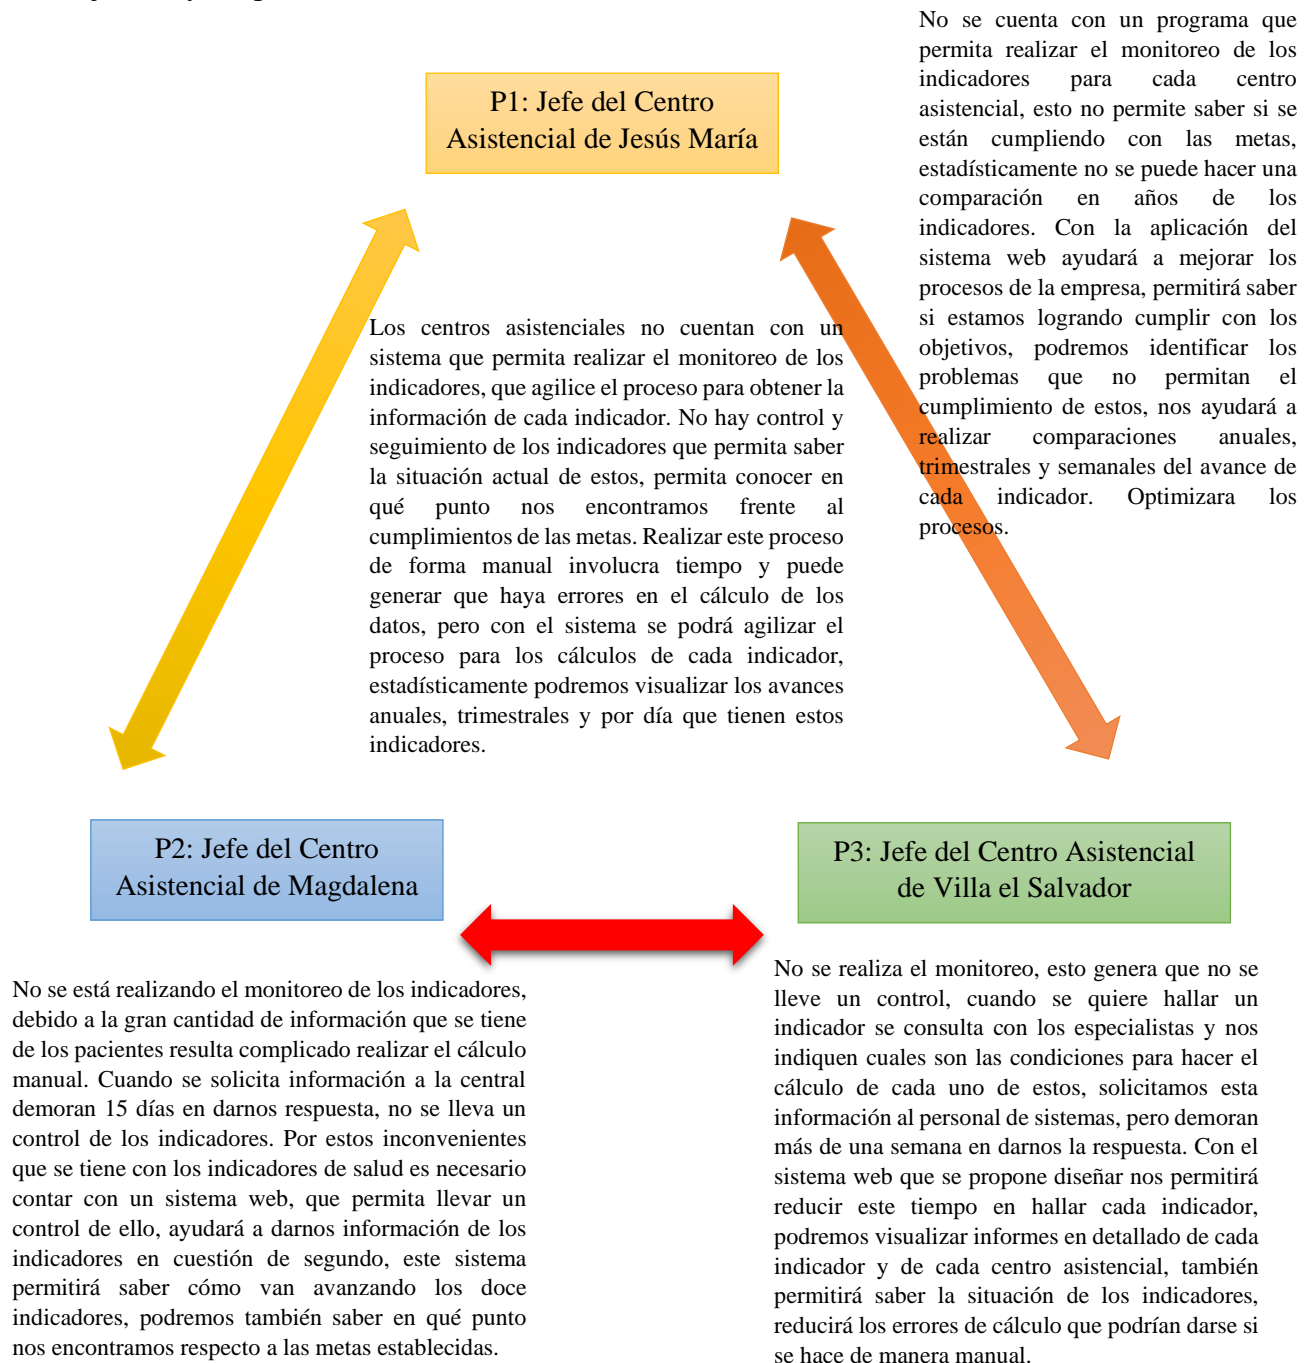 P1: Jefe del Centro
Asistencial de Jesús María
No se cuenta con un programa que
permita realizar el monitoreo de los
indicadores para cada centro
asistencial, esto no permite saber si se
están cumpliendo con las metas,
estadísticamente no se puede hacer una
comparación en años de los
indicadores. Con la aplicación del
sistema web ayudará a mejorar los
procesos de la empresa, permitirá saber
si estamos logrando cumplir con los
objetivos, podremos identificar los
problemas que no permitan el
cumplimiento de estos, nos ayudará a
realizar comparaciones anuales,
trimestrales y semanales del avance de
cada indicador. Optimizara los
procesos.
Los centros asistenciales no cuentan con un
sistema que permita realizar el monitoreo de los
indicadores, que agilice el proceso para obtener la
información de cada indicador. No hay control y
seguimiento de los indicadores que permita saber
la situación actual de estos, permita conocer en
qué punto nos encontramos frente al
cumplimientos de las metas. Realizar este proceso
de forma manual involucra tiempo y puede
generar que haya errores en el cálculo de los
datos, pero con el sistema se podrá agilizar el
proceso para los cálculos de cada indicador,
estadísticamente podremos visualizar los avances
anuales, trimestrales y por día que tienen estos
indicadores.
P2: Jefe del Centro
Asistencial de Magdalena
No se está realizando el monitoreo de los indicadores,
debido a la gran cantidad de información que se tiene
de los pacientes resulta complicado realizar el cálculo
manual. Cuando se solicita información a la central
demoran 15 días en darnos respuesta, no se lleva un
control de los indicadores. Por estos inconvenientes
que se tiene con los indicadores de salud es necesario
contar con un sistema web, que permita llevar un
control de ello, ayudará a darnos información de los
indicadores en cuestión de segundo, este sistema
permitirá saber cómo van avanzando los doce
indicadores, podremos también saber en qué punto
nos encontramos respecto a las metas establecidas.
P3: Jefe del Centro Asistencial
de Villa el Salvador
No se realiza el monitoreo, esto genera que no se
lleve un control, cuando se quiere hallar un
indicador se consulta con los especialistas y nos
indiquen cuales son las condiciones para hacer el
cálculo de cada uno de estos, solicitamos esta
información al personal de sistemas, pero demoran
más de una semana en darnos la respuesta. Con el
sistema web que se propone diseñar nos permitirá
reducir este tiempo en hallar cada indicador,
podremos visualizar informes en detallado de cada
indicador y de cada centro asistencial, también
permitirá saber la situación de los indicadores,
reducirá los errores de cálculo que podrían darse si
se hace de manera manual.